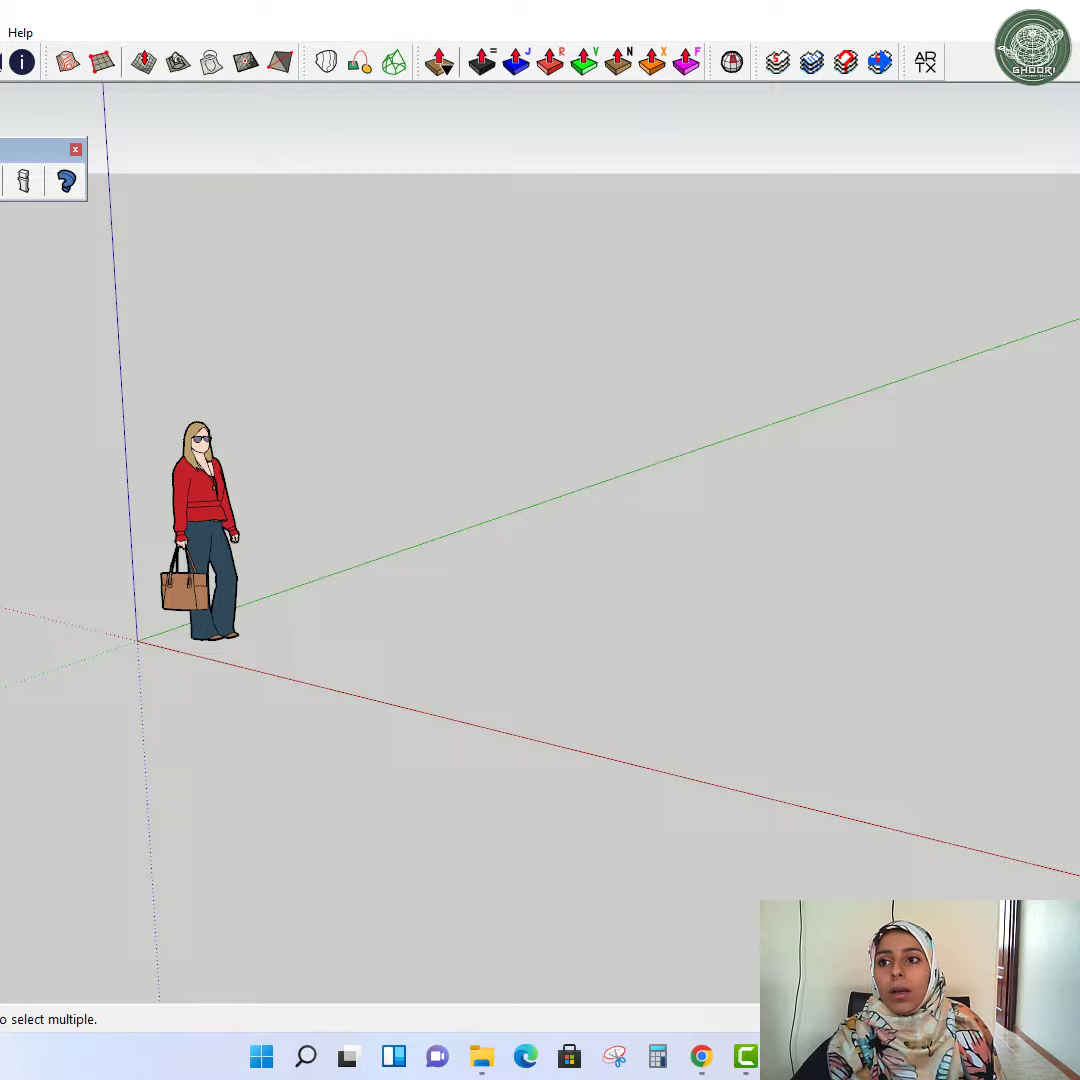 Help
i
= J R V N X F
S
AR
TX
GHOORI
o select multiple.